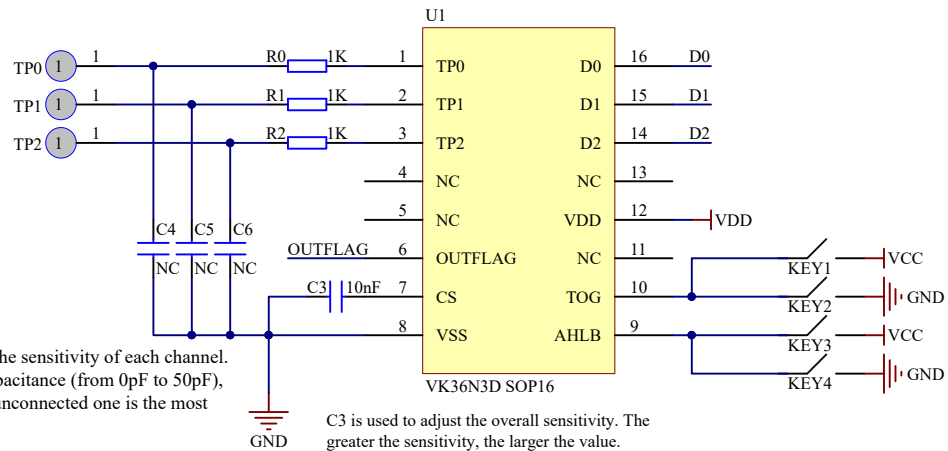 U1
TP0 1 1 R0 1K 1 TP0 D0 16 D0
TP1 1 1 R1 1K 2 TP1 D1 15 D1
TP2 1 1 R2 1K 3 TP2 D2 14 D2
4 NC NC 13
5 NC VDD 12 VDD
C4 C5 C6
NC NC NC
OUTFLAG 6 OUTFLAG NC 11
KEY1 VCC
C3 10nF 7 CS TOG 10
KEY2 GND
8 VSS AHLB 9
KEY3 VCC
KEY4 GND
he sensitivity of each channel.
pacitance (from 0pF to 50pF),
unconnected one is the most
VK36N3D SOP16
GND
C3 is used to adjust the overall sensitivity. The
greater the sensitivity, the larger the value.